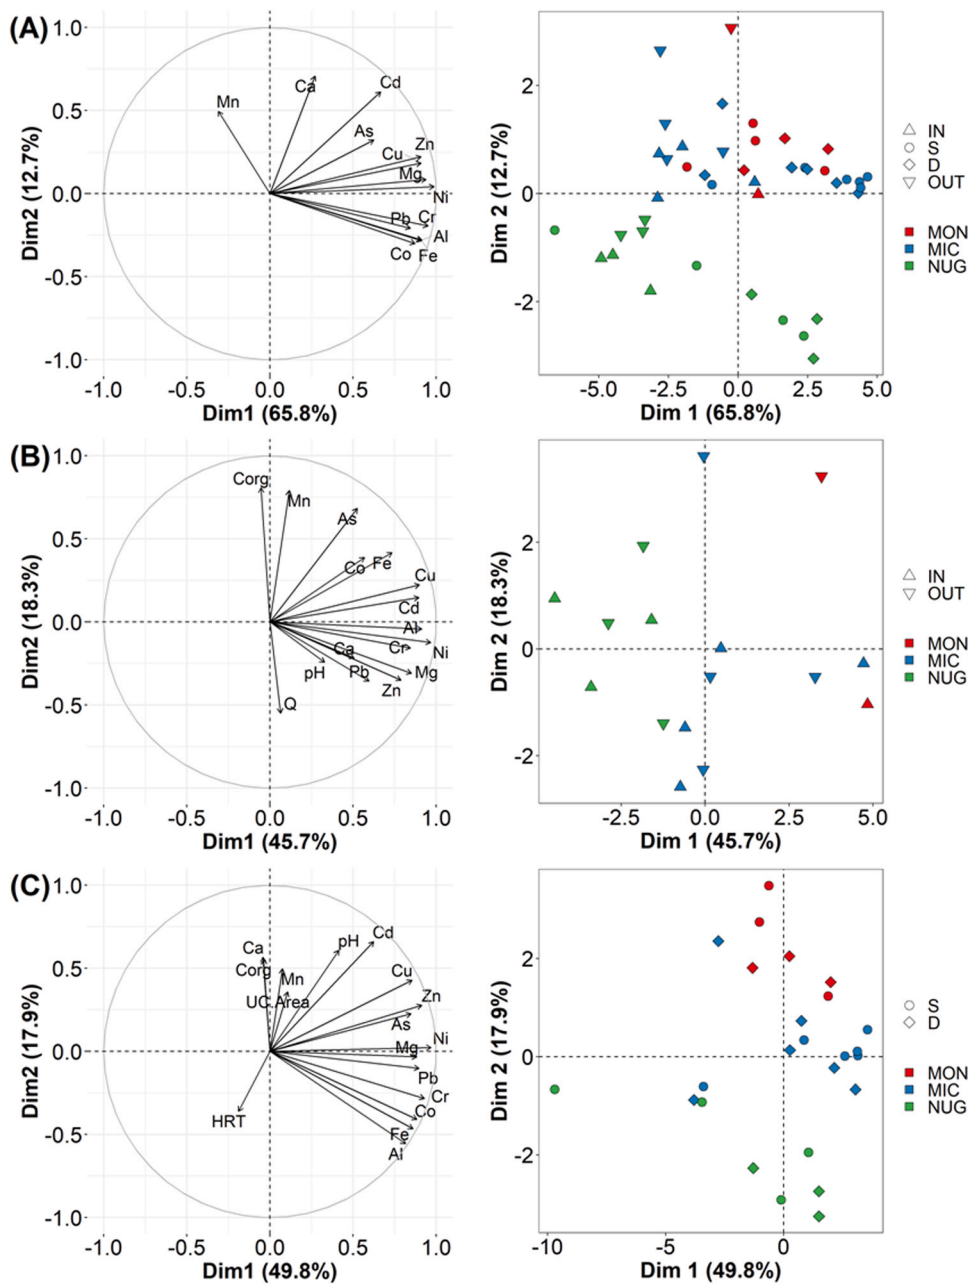 (A)
1.0
0.5
0.0
-0.5
-1.0
Dim2 (12.7%)
Mn
Ca
Cd
As
Zn
Cu
Mg
Ni
Pb
Cr
Al
Co
Fe
-1.0 -0.5 0.0 0.5 1.0
Dim1 (65.8%)
2
0
-2
Dim 2 (12.7%)
-5.0 -2.5 0.0 2.5 5.0
Dim 1 (65.8%)
IN
S
D
OUT
MON
MIC
NUG
(B)
1.0
0.5
0.0
-0.5
-1.0
Dim2 (18.3%)
Corg
Mn
As
Co
Fe
Cu
Cd
Al
Cr
Ni
Ca
Mg
pH
Pb
Zn
Q
-1.0 -0.5 0.0 0.5 1.0
Dim1 (45.7%)
2
0
-2
Dim 2 (18.3%)
-2.5 0.0 2.5 5.0
Dim 1 (45.7%)
IN
OUT
MON
MIC
NUG
(C)
1.0
0.5
0.0
-0.5
-1.0
Dim2 (17.9%)
Ca
pH
Cd
Corg
Mn
Cu
UC.Area
Zn
As
Ni
Mg
Pb
Cr
Co
HRT
Fe
Al
-1.0 -0.5 0.0 0.5 1.0
Dim1 (49.8%)
2
0
-2
Dim 2 (17.9%)
-10 -5 0
Dim 1 (49.8%)
S
D
MON
MIC
NUG